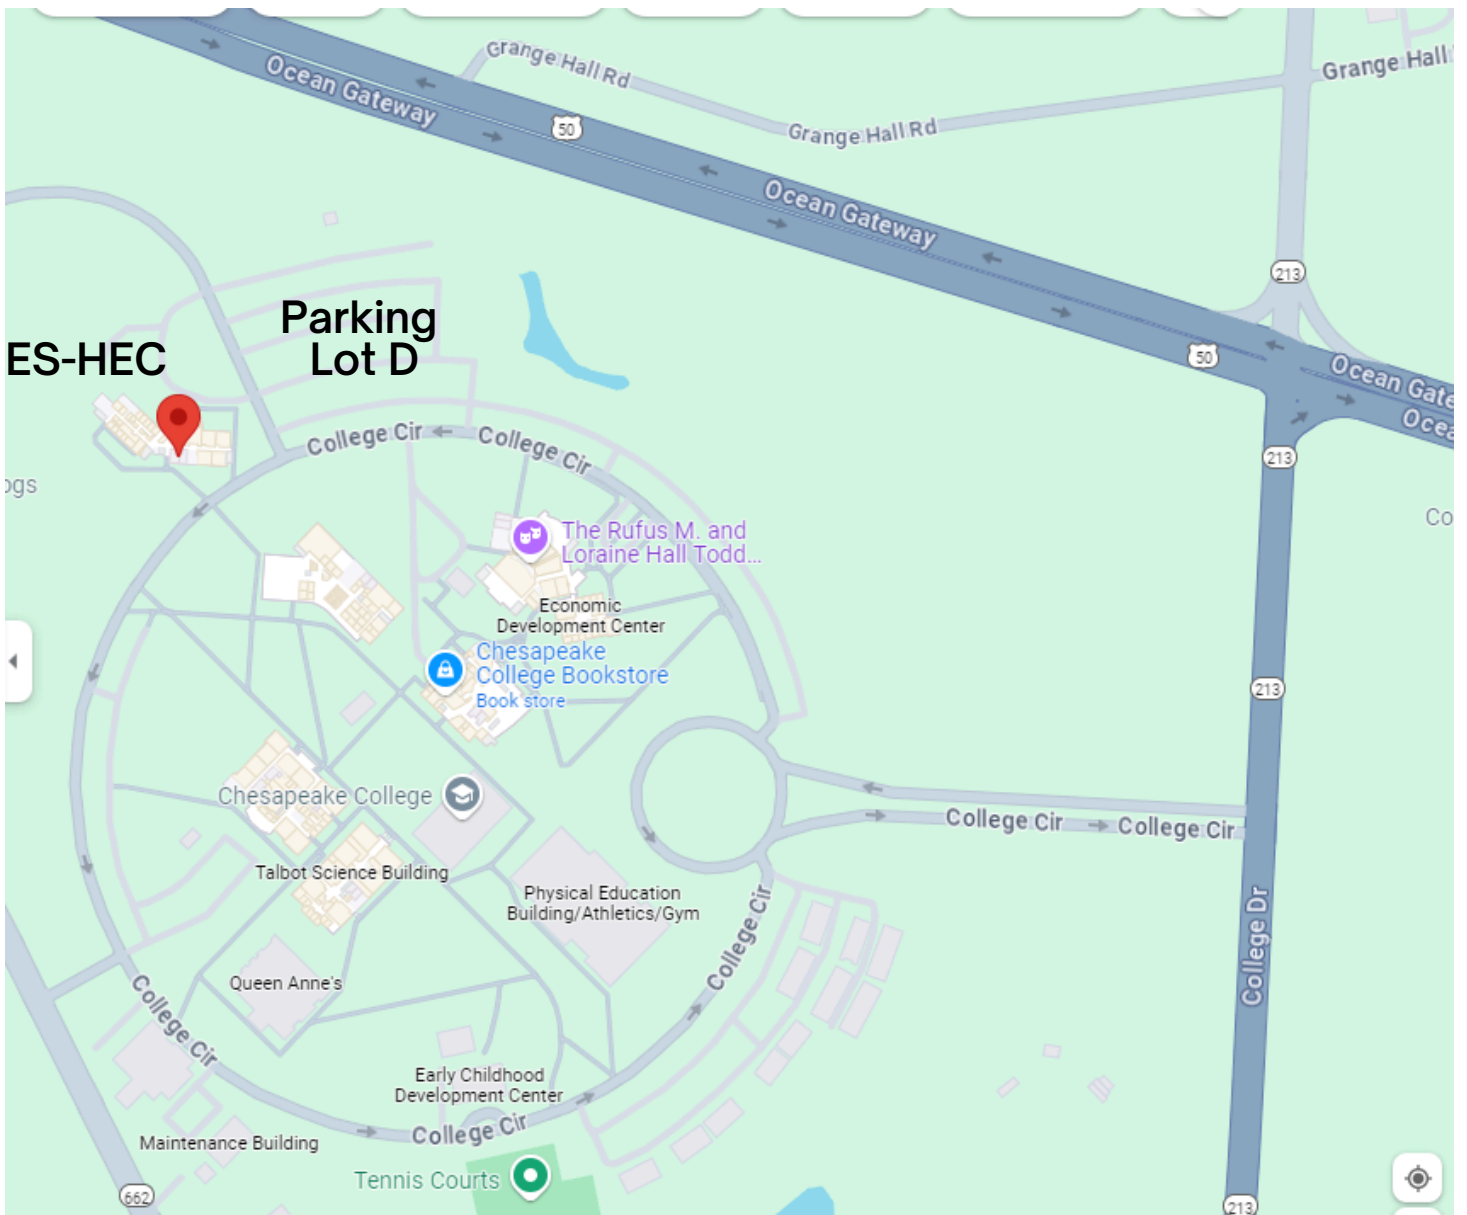 Grange Hall Rd
Grange Hall
Ocean Gateway
50
Grange Hall Rd
Ocean Gateway
213
Parking
Lot D
ES-HEC
50
Ocean Gate
Ocea
College Cir
College Cir
213
ogs
Co
The Rufus M. and
Loraine Hall Todd...
Economic
Development Center
Chesapeake
College Bookstore
Book store
213
Chesapeake College
College Cir
College Cir
Talbot Science Building
Physical Education
Building/Athletics/Gym
College Cir
College Dr
Queen Anne's
College Cir
Early Childhood
Development Center
College Cir
Maintenance Building
Tennis Courts
662
213